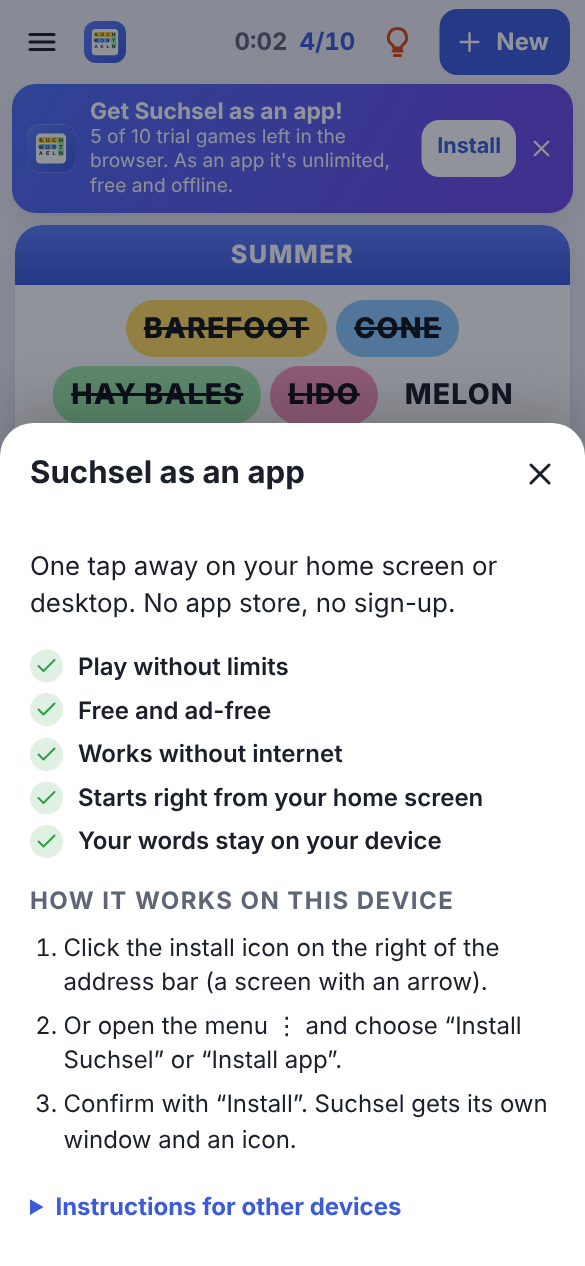 0:02 4/10 + New
Get Suchsel as an app!
5 of 10 trial games left in the
browser. As an app it's unlimited,
free and offline.
Install
SUMMER
BAREFOOT CONE
HAY BALES LIDO MELON
Suchsel as an app
One tap away on your home screen or
desktop. No app store, no sign-up.
Play without limits
Free and ad-free
Works without internet
Starts right from your home screen
Your words stay on your device
HOW IT WORKS ON THIS DEVICE
1. Click the install icon on the right of the
address bar (a screen with an arrow).
2. Or open the menu ⋮ and choose “Install
Suchsel” or “Install app”.
3. Confirm with “Install”. Suchsel gets its own
window and an icon.
Instructions for other devices